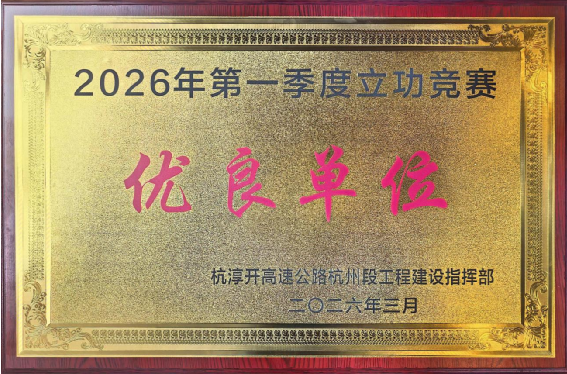 2026年第一季度立功竞赛
优良单位
杭淳开高速公路杭州段工程建设指挥部
二〇二六年三月